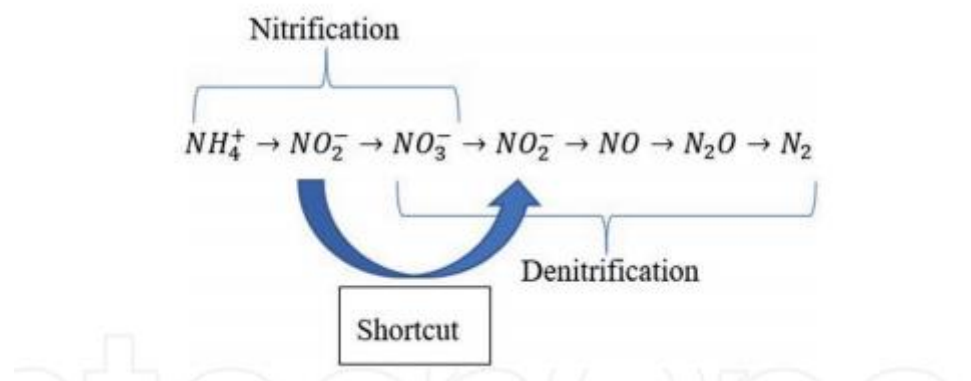 Nitrification
NH₄⁺ → NO₂⁻ → NO₃⁻ → NO₂⁻ → NO → N₂O → N₂
Denitrification
Shortcut